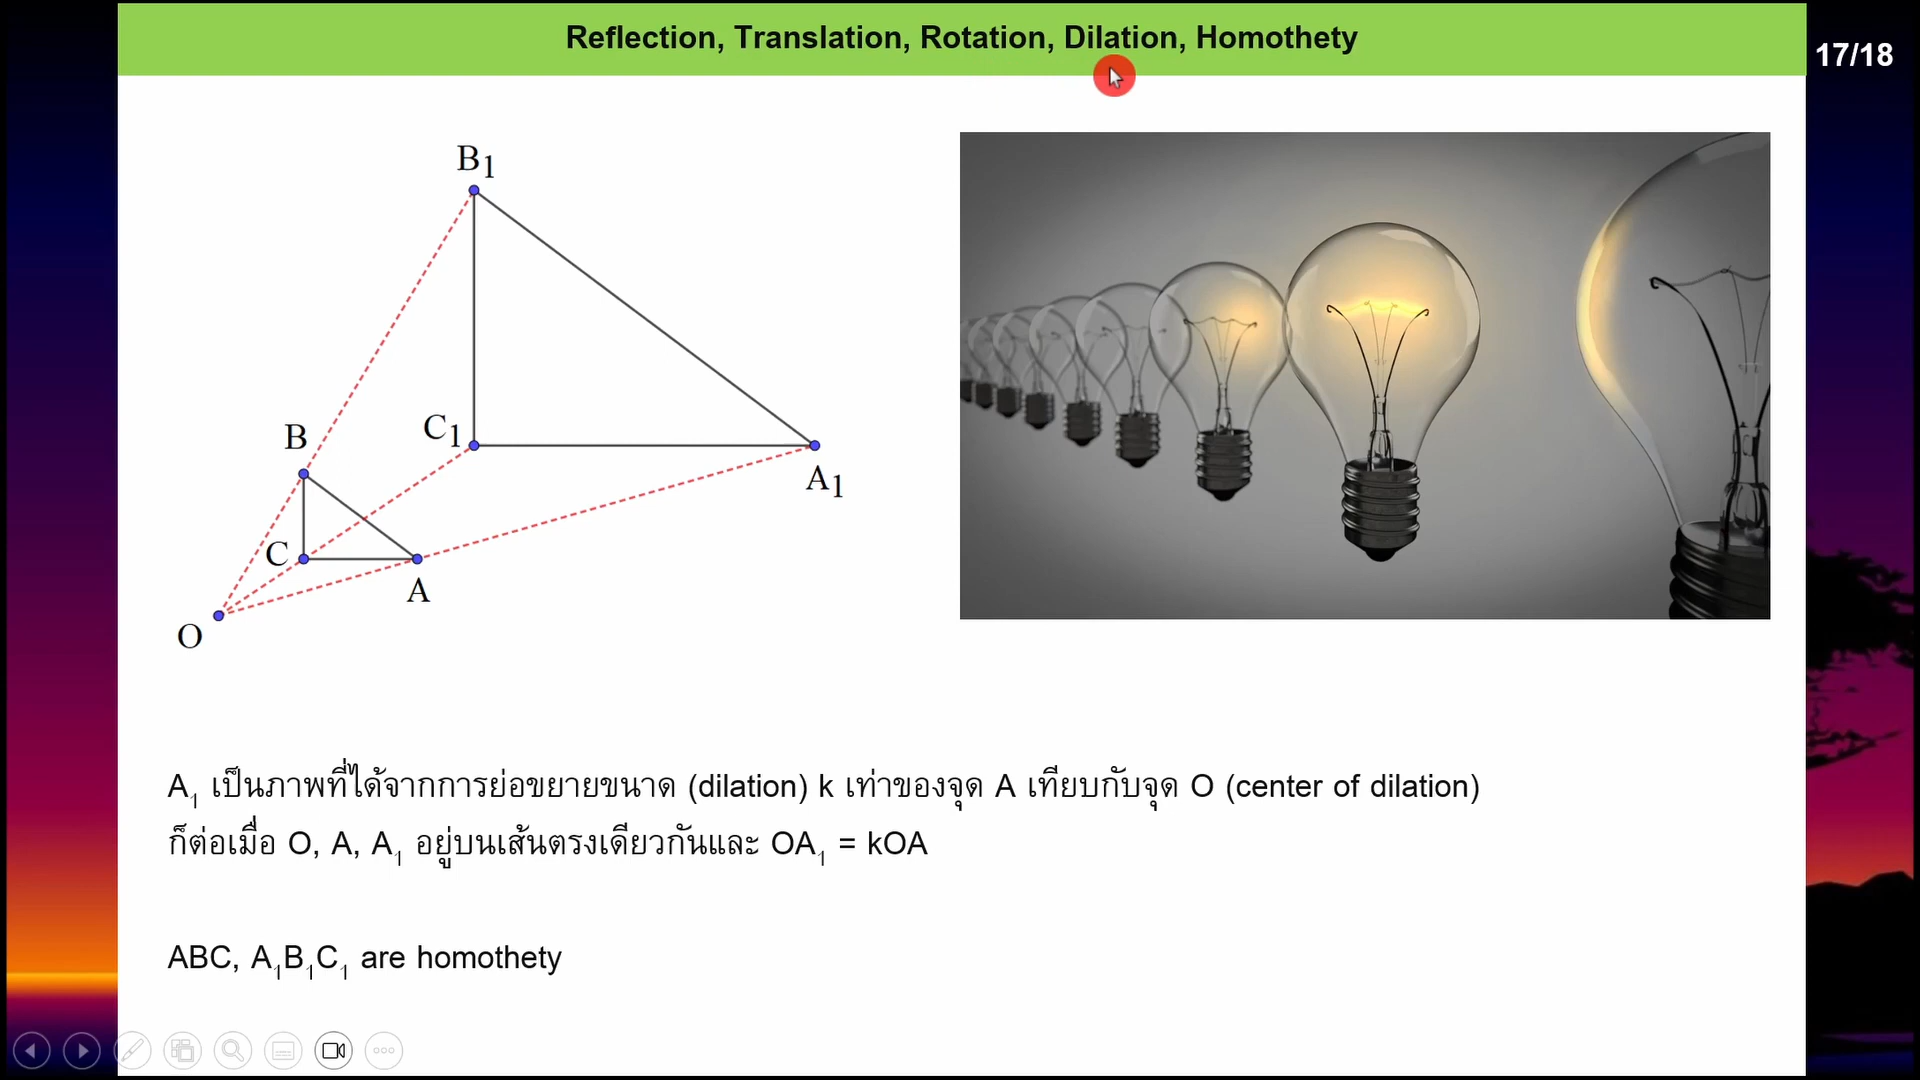 Reflection, Translation, Rotation, Dilation, Homothety
17/18
B₁
C₁
A₁
B
C
A
O
A₁ เป็นภาพที่ได้จากการย่อขยายขนาด (dilation) k เท่าของจุด A เทียบกับจุด O (center of dilation)
ก็ต่อเมื่อ O, A, A₁ อยู่บนเส้นตรงเดียวกันและ OA₁ = kOA
ABC, A₁B₁C₁ are homothety